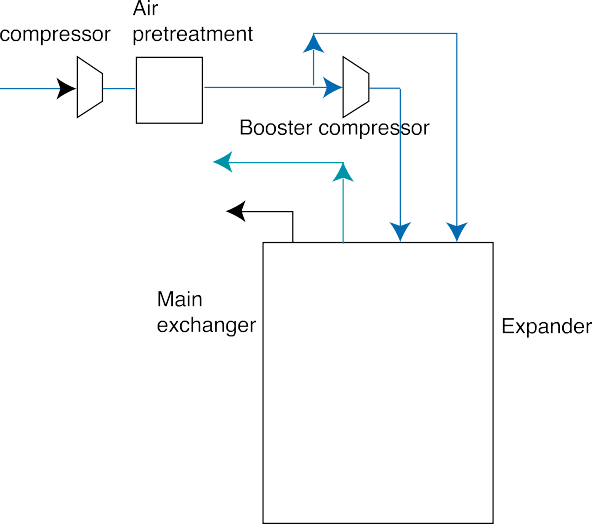 Air
compressor
pretreatment
Booster compressor
Main
exchanger
Expander